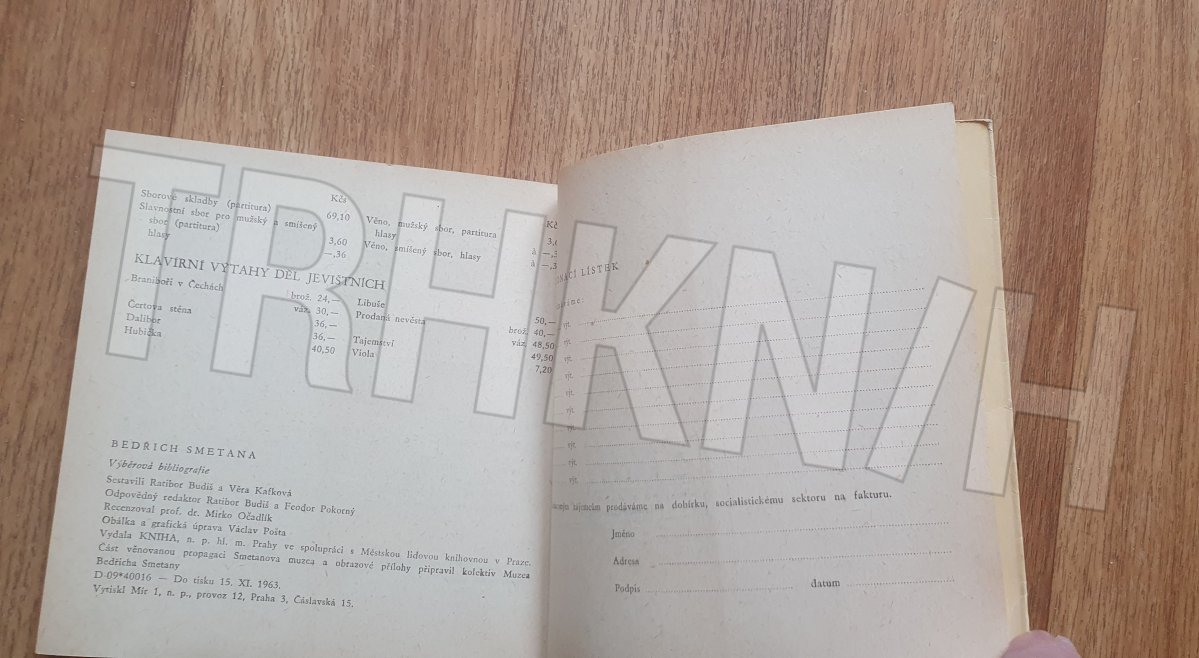 TRHKNIH
Sborové skladby (partitura)
Kčs
69,10
Slavnostní sbor pro mužský a smíšený
sbor (partitura)
3,60
hlasy
—,36
Kč
Věno, mužský sbor, partitura
hlasy
à —,3
Věno, smíšený sbor, hlasy
à —,3
KLAVÍRNÍ VÝTAHY DĚL JEVIŠTNÍCH
Braniboři v Čechách
brož. 24,—
váz. 30,—
Čertova stěna
36,—
Dalibor
36,—
Hubička
40,50
Libuše
50,—
Prodaná nevěsta
brož. 40,—
váz. 48,50
Tajemství
49,50
Viola
7,20
BEDŘICH SMETANA
Výběrová bibliografie
Sestavili Ratibor Budiš a Věra Kafková
Odpovědný redaktor Ratibor Budiš a Feodor Pokorný
Recenzoval prof. dr. Mirko Očadlík
Obálka a grafická úprava Václav Pošta
Vydala KNIHA, n. p. hl. m. Prahy ve spolupráci s Městskou lidovou knihovnou v Praze.
Část věnovanou propagaci Smetanova muzea a obrazové přílohy připravil kolektiv Muzea
Bedřicha Smetany
D-09*40016 — Do tisku 15. XI. 1963.
Vytiskl Mír 1, n. p., provoz 12, Praha 3, Čáslavská 15.
LÍSTEK
výt.
výt.
výt.
výt.
výt.
výt.
výt.
výt.
výt.
prodáváme na dobírku, socialistickému sektoru na fakturu.
Jméno
Adresa
Podpis datum